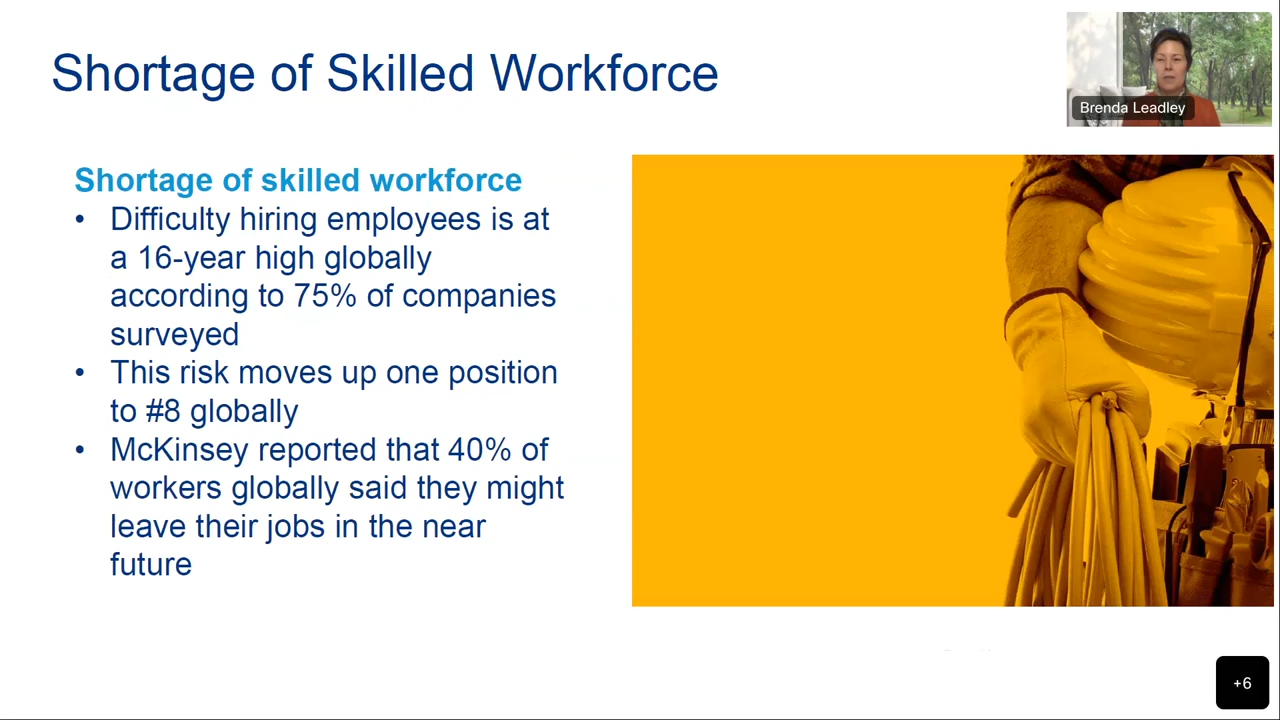 Shortage of Skilled Workforce
Brenda Leadley
Shortage of skilled workforce
• Difficulty hiring employees is at
a 16-year high globally
according to 75% of companies
surveyed
• This risk moves up one position
to #8 globally
• McKinsey reported that 40% of
workers globally said they might
leave their jobs in the near
future
+6